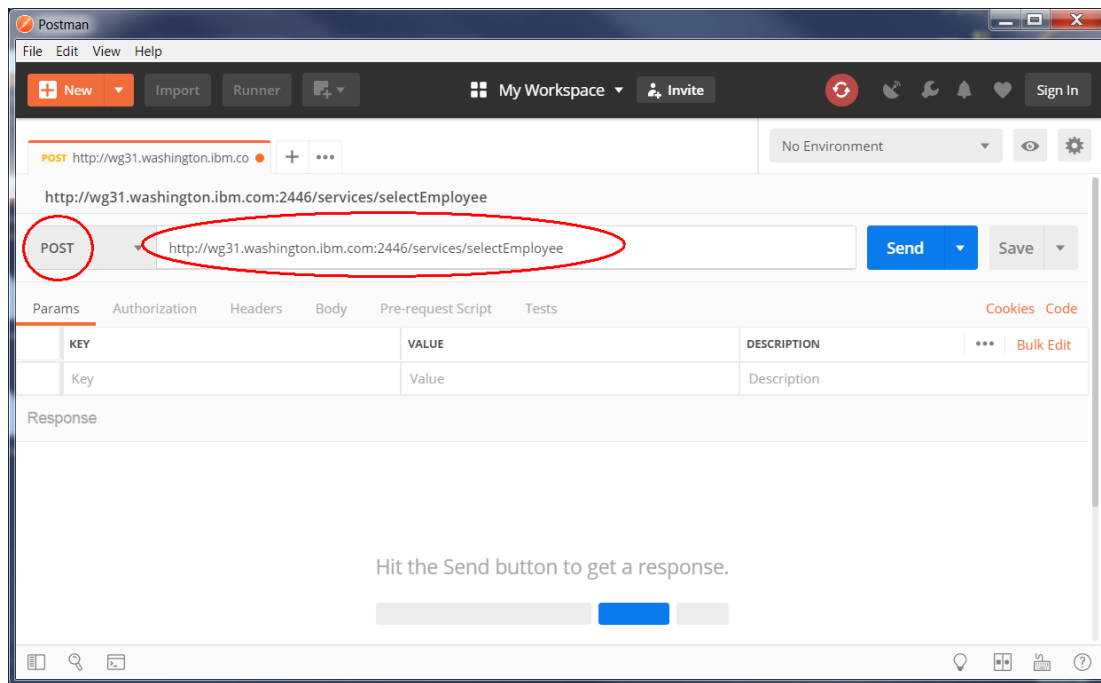 Postman
File Edit View Help
New Import Runner My Workspace Invite Sign In
POST http://wg31.washington.ibm.co No Environment
http://wg31.washington.ibm.com:2446/services/selectEmployee
POST http://wg31.washington.ibm.com:2446/services/selectEmployee Send Save
Params Authorization Headers Body Pre-request Script Tests Cookies Code
KEY VALUE DESCRIPTION Bulk Edit
Key Value Description
Response
Hit the Send button to get a response.